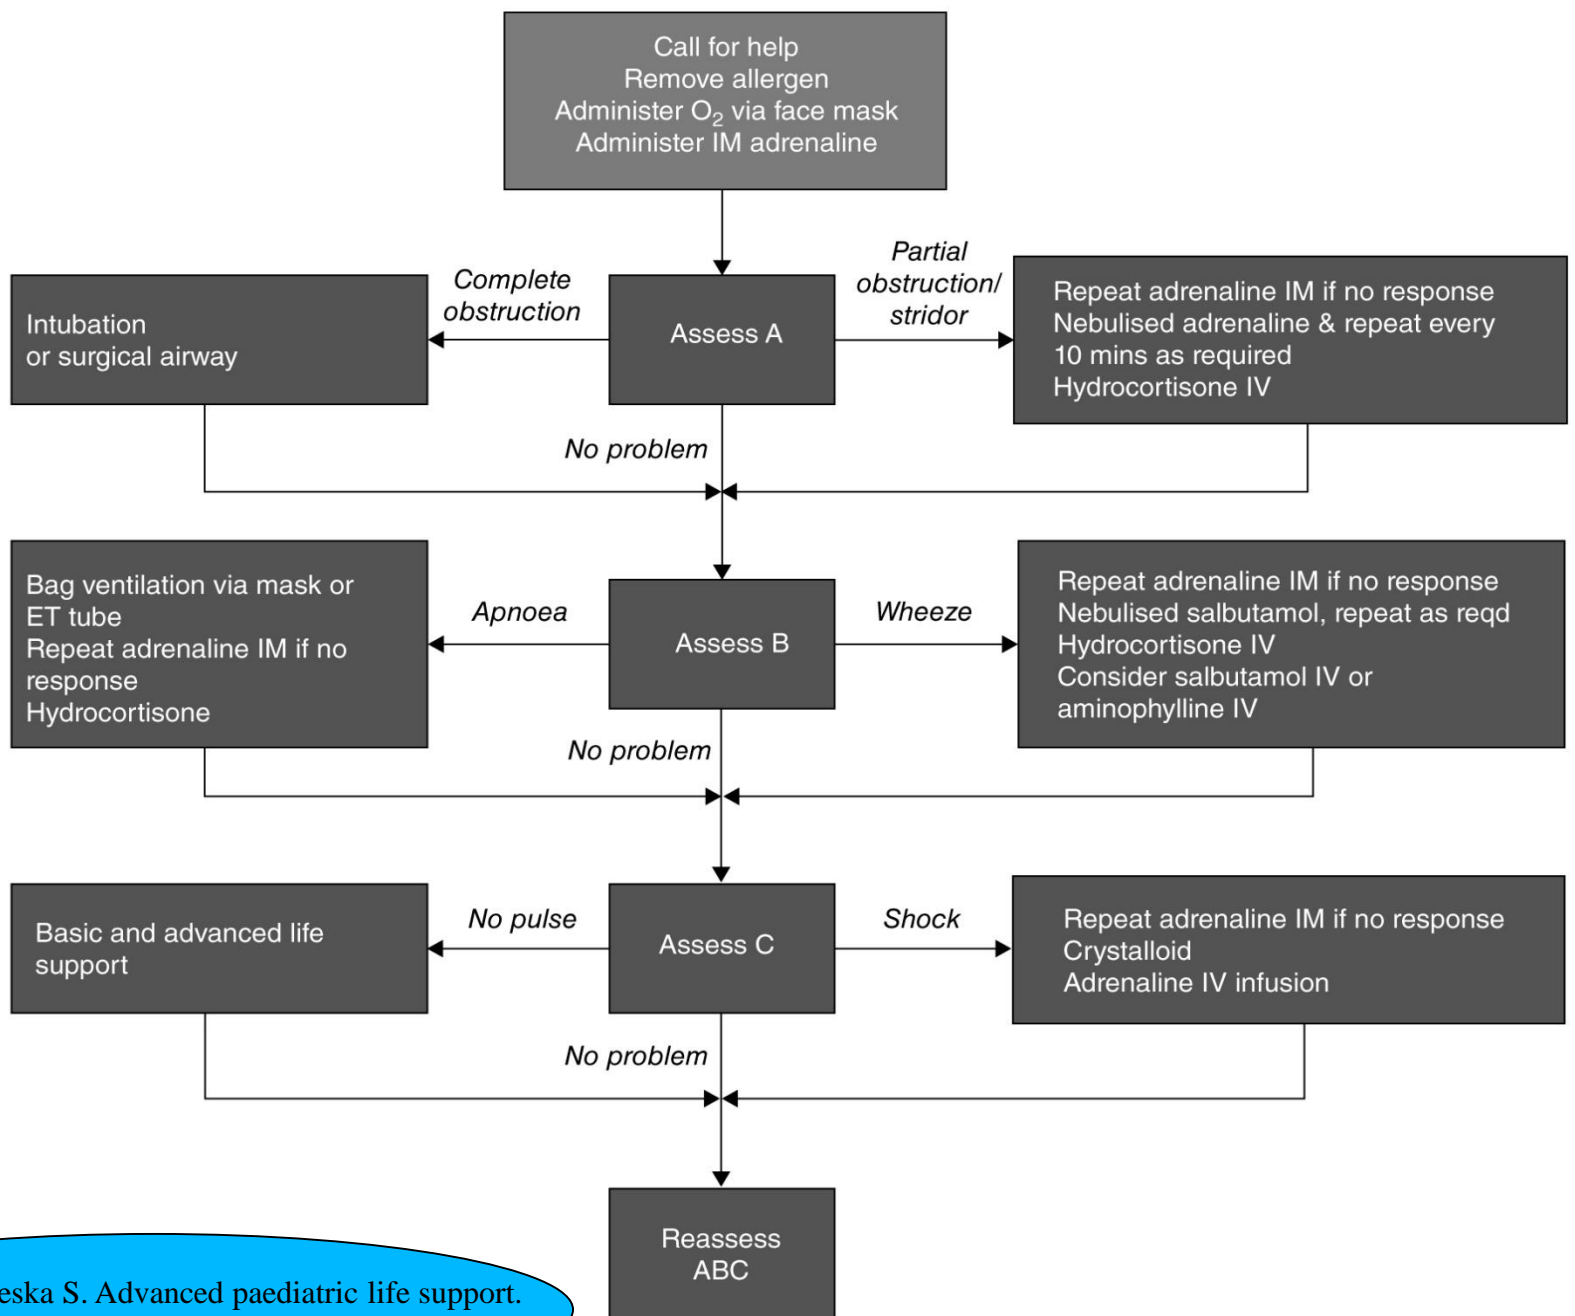 Call for help
Remove allergen
Administer O₂ via face mask
Administer IM adrenaline
Complete
obstruction
Partial
obstruction/
stridor
Intubation
or surgical airway
Assess A
Repeat adrenaline IM if no response
Nebulised adrenaline & repeat every
10 mins as required
Hydrocortisone IV
No problem
Bag ventilation via mask or
ET tube
Repeat adrenaline IM if no
response
Hydrocortisone
Apnoea
Assess B
Wheeze
Repeat adrenaline IM if no response
Nebulised salbutamol, repeat as reqd
Hydrocortisone IV
Consider salbutamol IV or
aminophylline IV
No problem
Basic and advanced life
support
No pulse
Assess C
Shock
Repeat adrenaline IM if no response
Crystalloid
Adrenaline IV infusion
No problem
Reassess
ABC
S. Advanced paediatric life support.